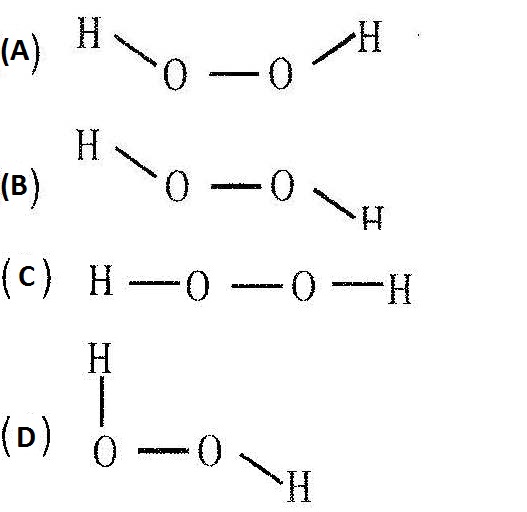 (A) H O — O H
(B) H O — O H
(C) H — O — O — H
H
(D) O — O
H